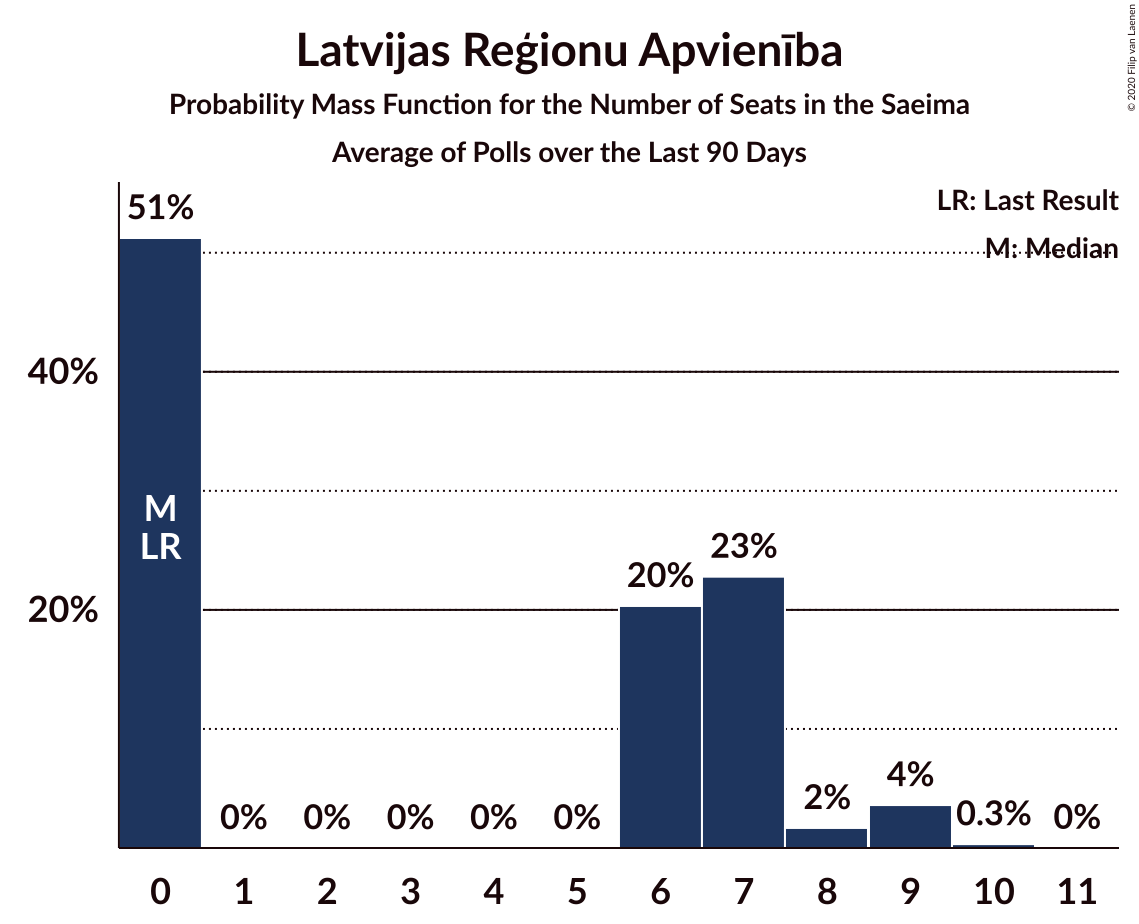 Latvijas Reģionu Apvienība
Probability Mass Function for the Number of Seats in the Saeima
Average of Polls over the Last 90 Days
© 2020 Filip van Laenen
LR: Last Result
M: Median
51%
40%
20%
M
LR
0%
0%
0%
0%
0%
20%
23%
2%
4%
0.3%
0%
0 1 2 3 4 5 6 7 8 9 10 11